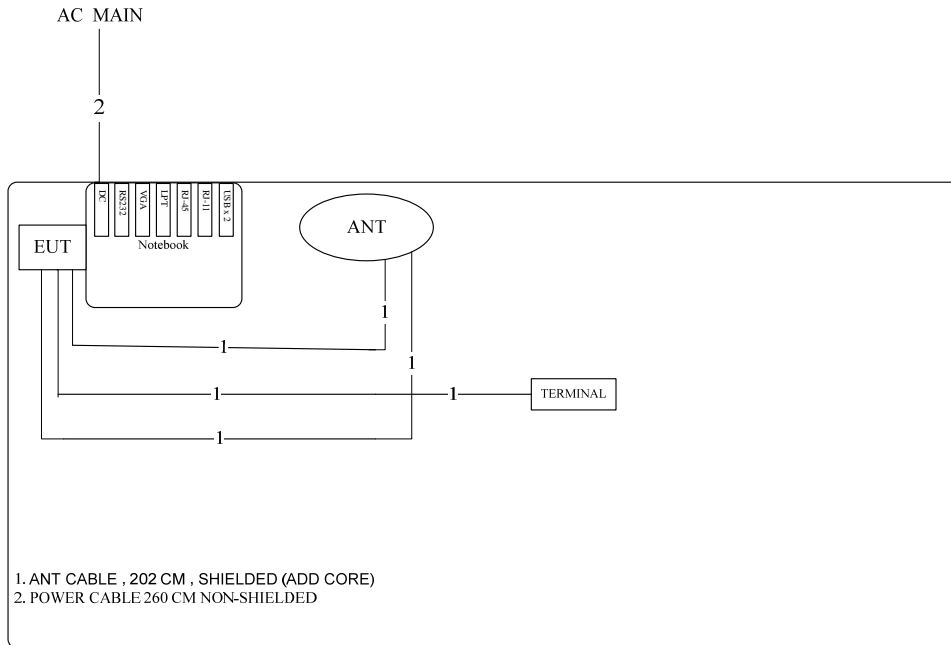 AC MAIN
2
DC
RS232
VGA
LPT
RJ-45
RJ-11
USB x 2
Notebook
EUT
ANT
1
1
1
1
1
TERMINAL
1
1. ANT CABLE , 202 CM , SHIELDED (ADD CORE)
2. POWER CABLE 260 CM NON-SHIELDED